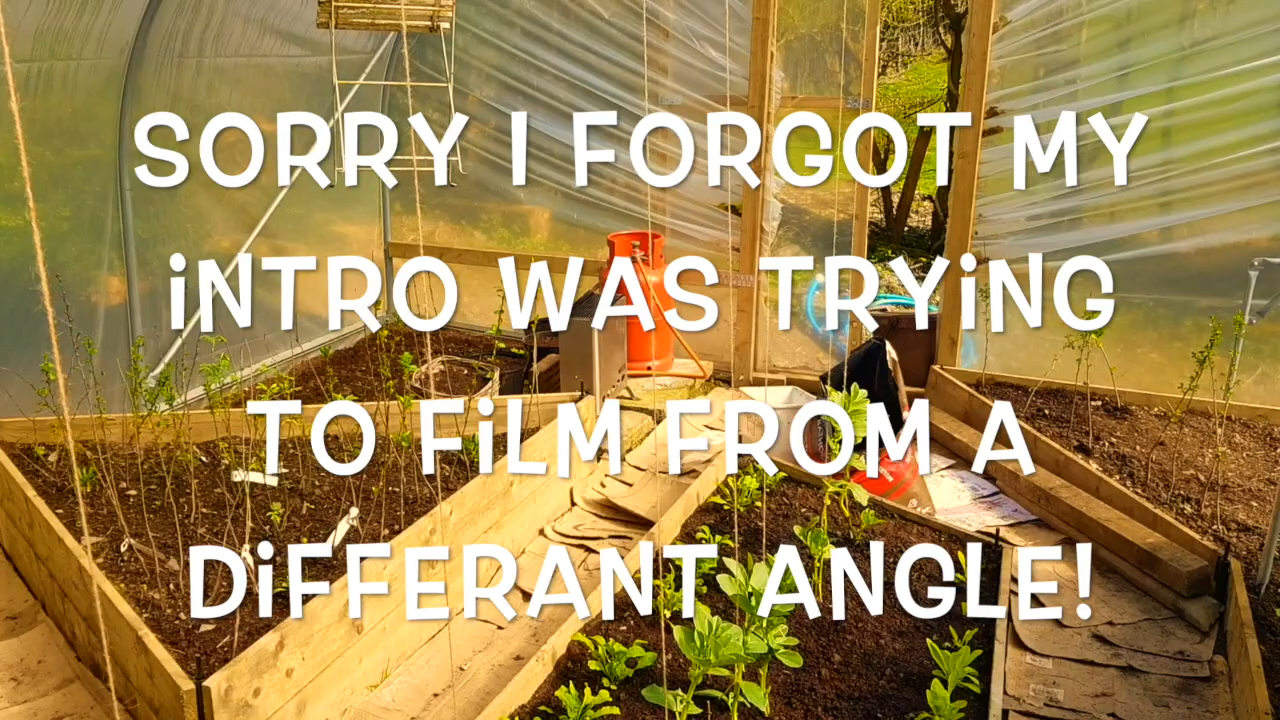 SORRY I FORGOT MY
iNTRO WAS TRYiNG
TO FiLM FROM A
DiFFERANT ANGLE!